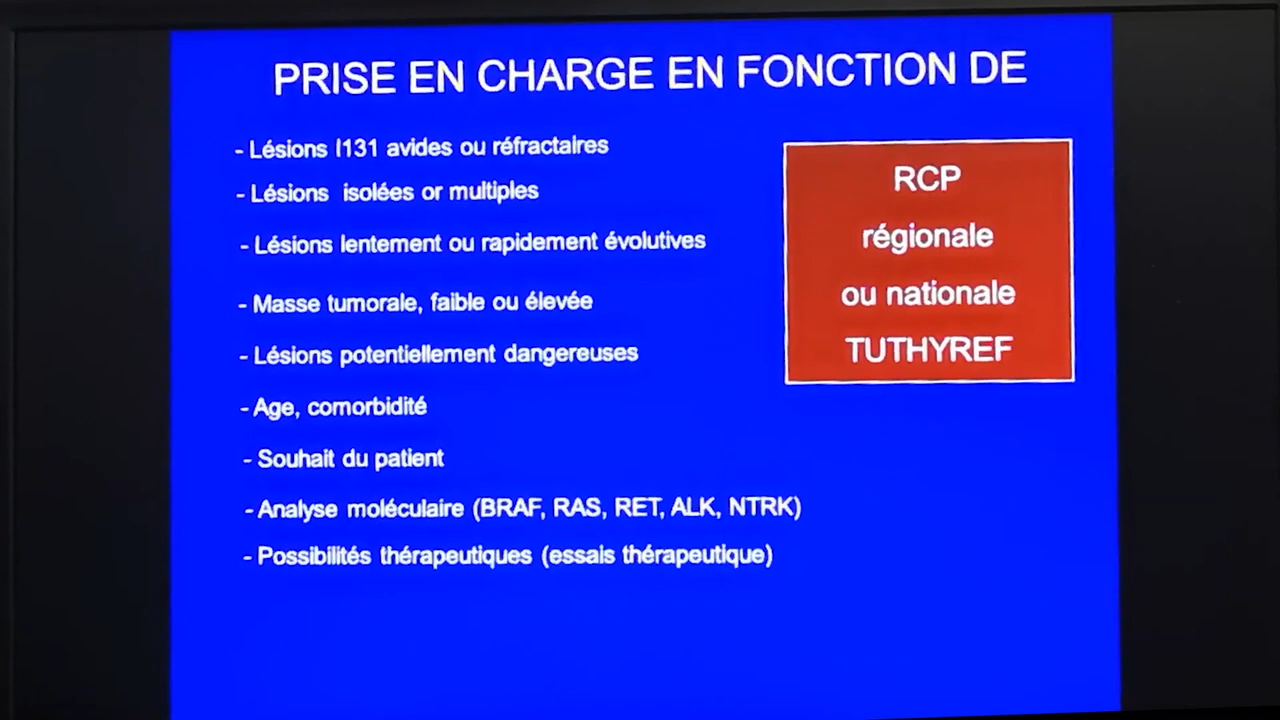 PRISE EN CHARGE EN FONCTION DE
- Lésions I131 avides ou réfractaires
- Lésions isolées or multiples
- Lésions lentement ou rapidement évolutives
- Masse tumorale, faible ou élevée
- Lésions potentiellement dangereuses
- Age, comorbidité
- Souhait du patient
- Analyse moléculaire (BRAF, RAS, RET, ALK, NTRK)
- Possibilités thérapeutiques (essais thérapeutique)
RCP
régionale
ou nationale
TUTHYREF